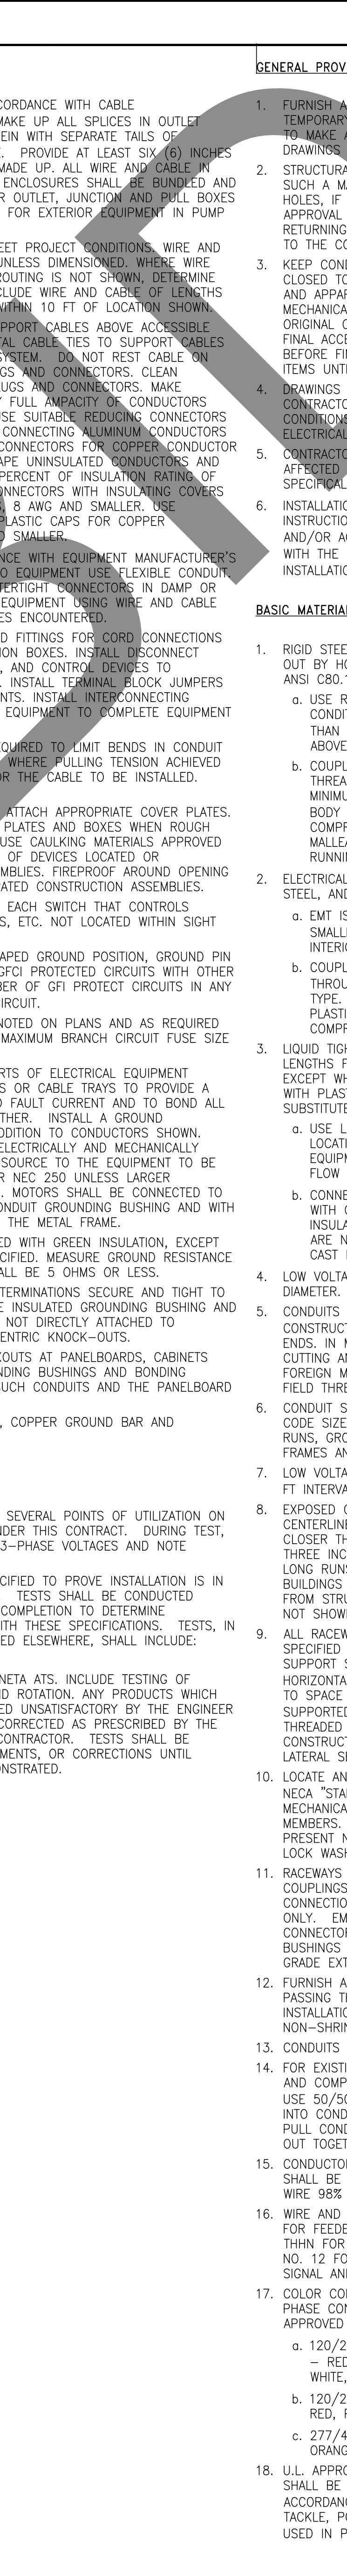 CORDANCE WITH CABLE
MAKE UP ALL SPLICES IN OUTLET
EIN WITH SEPARATE TAILS OF
PROVIDE AT LEAST SIX (6) INCHES
MADE UP. ALL WIRE AND CABLE IN
ENCLOSURES SHALL BE BUNDLED AND
R OUTLET, JUNCTION AND PULL BOXES
FOR EXTERIOR EQUIPMENT IN PUMP
EET PROJECT CONDITIONS. WIRE AND
UNLESS DIMENSIONED. WHERE WIRE
ROUTING IS NOT SHOWN, DETERMINE
CLUDE WIRE AND CABLE OF LENGTHS
WITHIN 10 FT OF LOCATION SHOWN.
PPORT CABLES ABOVE ACCESSIBLE
TAL CABLE TIES TO SUPPORT CABLES
SYSTEM. DO NOT REST CABLE ON
GS AND CONNECTORS. CLEAN
LUGS AND CONNECTORS. MAKE
Y FULL AMPACITY OF CONDUCTORS
USE SUITABLE REDUCING CONNECTORS
CONNECTING ALUMINUM CONDUCTORS
CONNECTORS FOR COPPER CONDUCTOR
APE UNINSULATED CONDUCTORS AND
PERCENT OF INSULATION RATING OF
ONNECTORS WITH INSULATING COVERS
S, 8 AWG AND SMALLER. USE
PLASTIC CAPS FOR COPPER
D SMALLER.
NCE WITH EQUIPMENT MANUFACTURER'S
O EQUIPMENT USE FLEXIBLE CONDUIT.
TERTIGHT CONNECTORS IN DAMP OR
EQUIPMENT USING WIRE AND CABLE
ES ENCOUNTERED.
D FITTINGS FOR CORD CONNECTIONS
ION BOXES. INSTALL DISCONNECT
, AND CONTROL DEVICES TO
INSTALL TERMINAL BLOCK JUMPERS
NTS. INSTALL INTERCONNECTING
EQUIPMENT TO COMPLETE EQUIPMENT
EQUIRED TO LIMIT BENDS IN CONDUIT
WHERE PULLING TENSION ACHIEVED
OR THE CABLE TO BE INSTALLED.
ATTACH APPROPRIATE COVER PLATES.
PLATES AND BOXES WHEN ROUGH
USE CAULKING MATERIALS APPROVED
OF DEVICES LOCATED OR
MBLIES. FIREPROOF AROUND OPENING
ATED CONSTRUCTION ASSEMBLIES.
EACH SWITCH THAT CONTROLS
S, ETC. NOT LOCATED WITHIN SIGHT
APED GROUND POSITION, GROUND PIN
GFCI PROTECTED CIRCUITS WITH OTHER
BER OF GFI PROTECT CIRCUITS IN ANY
IRCUIT.
NOTED ON PLANS AND AS REQUIRED
MAXIMUM BRANCH CIRCUIT FUSE SIZE
RTS OF ELECTRICAL EQUIPMENT
S OR CABLE TRAYS TO PROVIDE A
D FAULT CURRENT AND TO BOND ALL
THER. INSTALL A GROUND
DDITION TO CONDUCTORS SHOWN.
ELECTRICALLY AND MECHANICALLY
SOURCE TO THE EQUIPMENT TO BE
R NEC 250 UNLESS LARGER
. MOTORS SHALL BE CONNECTED TO
ONDUIT GROUNDING BUSHING AND WITH
THE METAL FRAME.
ED WITH GREEN INSULATION, EXCEPT
CIFIED. MEASURE GROUND RESISTANCE
ALL BE 5 OHMS OR LESS.
TERMINATIONS SECURE AND TIGHT TO
E INSULATED GROUNDING BUSHING AND
NOT DIRECTLY ATTACHED TO
ENTRIC KNOCK-OUTS.
KOUTS AT PANELBOARDS, CABINETS
NDING BUSHINGS AND BONDING
SUCH CONDUITS AND THE PANELBOARD
, COPPER GROUND BAR AND
SEVERAL POINTS OF UTILIZATION ON
NDER THIS CONTRACT. DURING TEST,
3-PHASE VOLTAGES AND NOTE
CIFIED TO PROVE INSTALLATION IS IN
TESTS SHALL BE CONDUCTED
COMPLETION TO DETERMINE
ITH THESE SPECIFICATIONS. TESTS, IN
ED ELSEWHERE, SHALL INCLUDE:
NETA ATS. INCLUDE TESTING OF
ND ROTATION. ANY PRODUCTS WHICH
ED UNSATISFACTORY BY THE ENGINEER
CORRECTED AS PRESCRIBED BY THE
CONTRACTOR. TESTS SHALL BE
MENTS, OR CORRECTIONS UNTIL
ONSTRATED.
GENERAL PROV
1. FURNISH A
TEMPORARY
TO MAKE A
DRAWINGS
2. STRUCTURA
SUCH A MA
HOLES, IF
APPROVAL
RETURNING
TO THE CO
3. KEEP COND
CLOSED TO
AND APPAR
MECHANICA
ORIGINAL C
FINAL ACCE
BEFORE FIN
ITEMS UNTI
4. DRAWINGS
CONTRACTO
CONDITIONS
ELECTRICAL
5. CONTRACTO
AFFECTED
SPECIFICAL
6. INSTALLATIO
INSTRUCTIO
AND/OR AC
WITH THE
INSTALLATIO
BASIC MATERIA
1. RIGID STEE
OUT BY HO
ANSI C80.1
a. USE R
CONDIT
THAN
ABOVE
b. COUPL
THREA
MINIMU
BODY
COMPR
MALLEA
RUNNIN
2. ELECTRICAL
STEEL, AND
a. EMT IS
SMALLE
INTERIO
b. COUPL
THROU
TYPE.
PLASTI
COMPR
3. LIQUID TIGH
LENGTHS F
EXCEPT WH
WITH PLAST
SUBSTITUTE
a. USE L
LOCATI
EQUIPM
FLOW
b. CONNE
WITH C
INSULA
ARE N
CAST I
4. LOW VOLTA
DIAMETER.
5. CONDUITS
CONSTRUCT
ENDS. IN M
CUTTING AN
FOREIGN M
FIELD THRE
6. CONDUIT S
CODE SIZE
RUNS, GRO
FRAMES AN
7. LOW VOLTA
FT INTERVA
8. EXPOSED C
CENTERLINE
CLOSER TH
THREE INC
LONG RUNS
BUILDINGS
FROM STRU
NOT SHOWN
9. ALL RACEW
SPECIFIED
SUPPORT S
HORIZONTA
TO SPACE
SUPPORTED
THREADED
CONSTRUCT
LATERAL SE
10. LOCATE AN
NECA "STAN
MECHANICA
MEMBERS.
PRESENT N
LOCK WASH
11. RACEWAYS
COUPLINGS
CONNECTIO
ONLY. EM
CONNECTOR
BUSHINGS
GRADE EXT
12. FURNISH A
PASSING TH
INSTALLATIO
NON-SHRIN
13. CONDUITS
14. FOR EXISTI
AND COMP
USE 50/50
INTO COND
PULL COND
OUT TOGET
15. CONDUCTOR
SHALL BE
WIRE 98%
16. WIRE AND
FOR FEEDE
THHN FOR
NO. 12 FO
SIGNAL AND
17. COLOR COD
PHASE CON
APPROVED
a. 120/2
- RED
WHITE,
b. 120/2
RED, P
c. 277/4
ORANG
18. U.L. APPRO
SHALL BE
ACCORDANC
TACKLE, PO
USED IN P